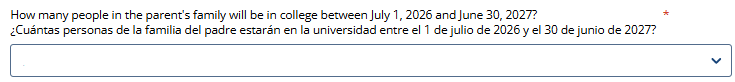 How many people in the parent's family will be in college between July 1, 2026 and June 30, 2027? *
¿Cuántas personas de la familia del padre estarán en la universidad entre el 1 de julio de 2026 y el 30 de junio de 2027?